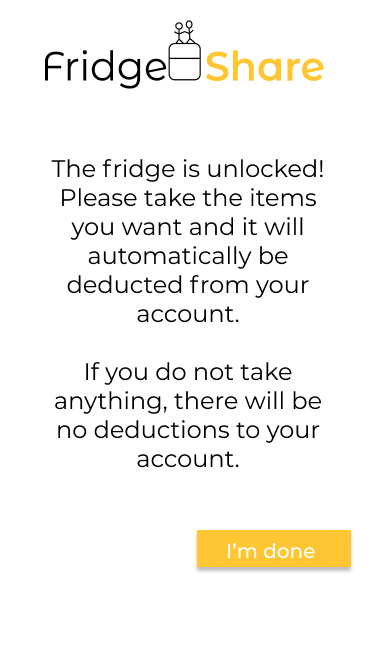 FridgeShare
The fridge is unlocked!
Please take the items
you want and it will
automatically be
deducted from your
account.
If you do not take
anything, there will be
no deductions to your
account.
I'm done